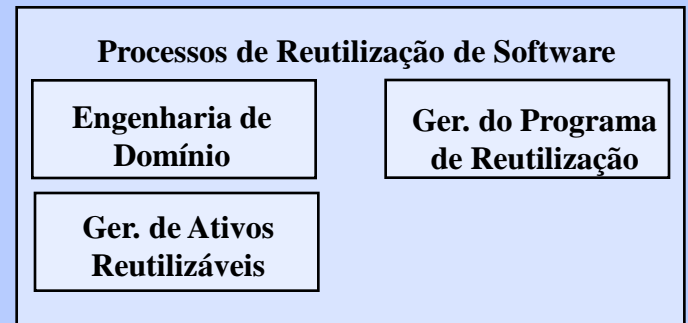 Processos de Reutilização de Software
Engenharia de
Domínio
Ger. do Programa
de Reutilização
Ger. de Ativos
Reutilizáveis